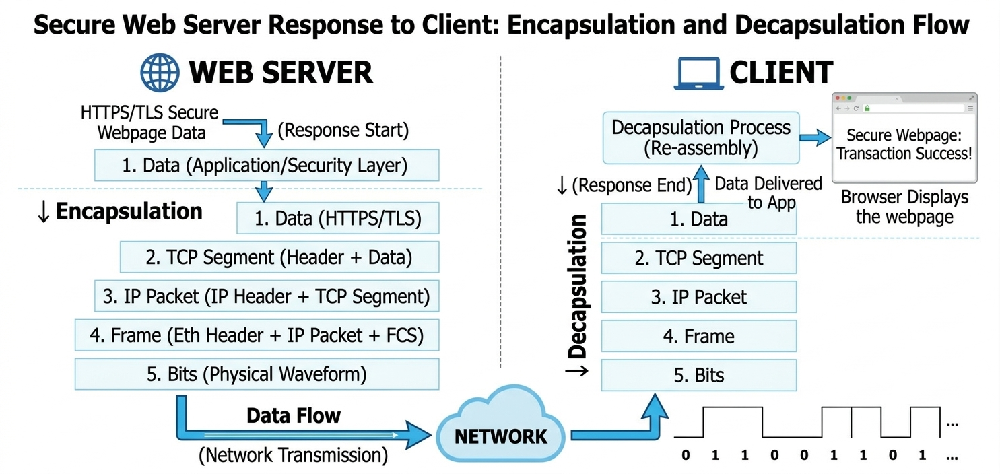 Secure Web Server Response to Client: Encapsulation and Decapsulation Flow
WEB SERVER
HTTPS/TLS Secure
Webpage Data
(Response Start)
1. Data (Application/Security Layer)
↓ Encapsulation
1. Data (HTTPS/TLS)
2. TCP Segment (Header + Data)
3. IP Packet (IP Header + TCP Segment)
4. Frame (Eth Header + IP Packet + FCS)
5. Bits (Physical Waveform)
Data Flow
(Network Transmission)
NETWORK
CLIENT
Decapsulation Process
(Re-assembly)
Secure Webpage:
Transaction Success!
Browser Displays
the webpage
↓ (Response End)
Data Delivered
to App
↓ Decapsulation
1. Data
2. TCP Segment
3. IP Packet
4. Frame
5. Bits
0 1 1 0 0 1 1 0 1 ...
...